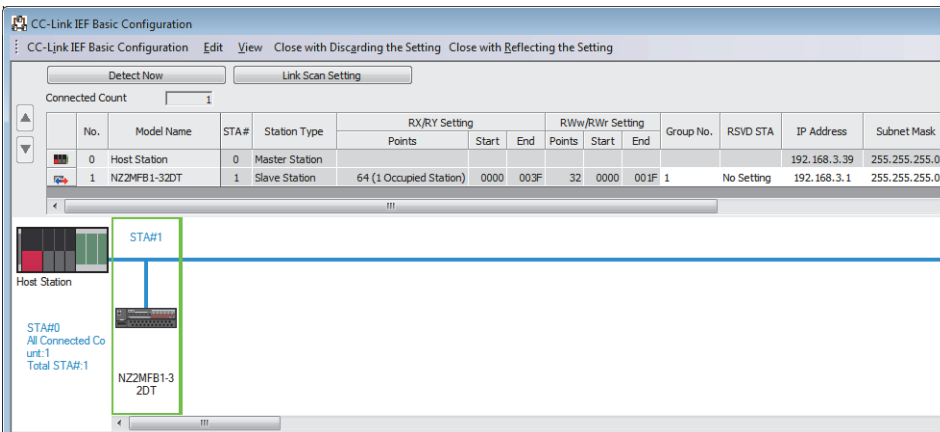 CC-Link IEF Basic Configuration
CC-Link IEF Basic Configuration Edit View Close with Discarding the Setting Close with Reflecting the Setting
Detect Now Link Scan Setting
Connected Count 1
No. Model Name STA# Station Type RX/RY Setting RWw/RWr Setting Group No. RSVD STA IP Address Subnet Mask
Points Start End Points Start End
0 Host Station 0 Master Station 192.168.3.39 255.255.255.0
1 NZ2MFB1-32DT 1 Slave Station 64 (1 Occupied Station) 0000 003F 32 0000 001F 1 No Setting 192.168.3.1 255.255.255.0
STA#1
Host Station
STA#0
All Connected Co
unt:1
Total STA#:1
NZ2MFB1-3
2DT